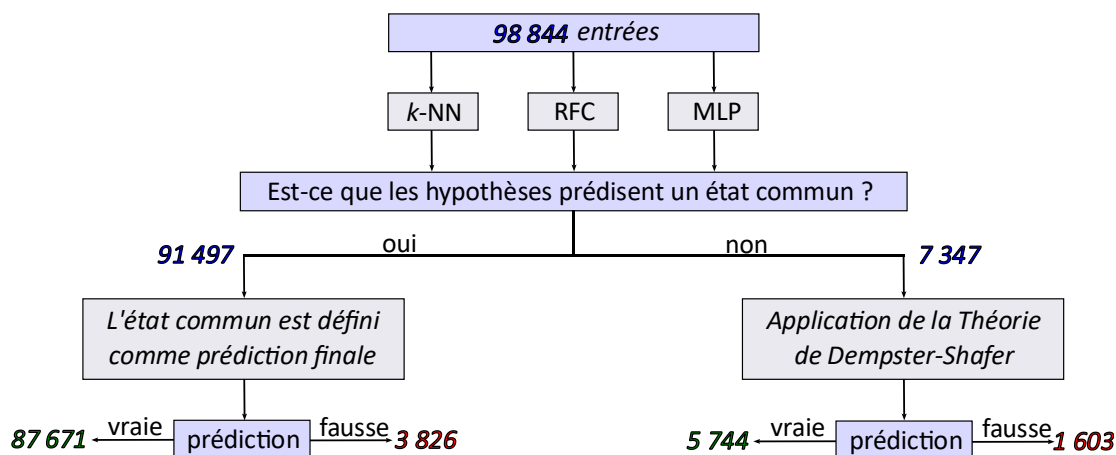 98 844 entrées
k-NN
RFC
MLP
Est-ce que les hypothèses prédisent un état commun ?
oui
non
91 497
7 347
L'état commun est défini
comme prédiction finale
Application de la Théorie
de Dempster-Shafer
87 671
vraie
prédiction
fausse
3 826
5 744
vraie
prédiction
fausse
1 603